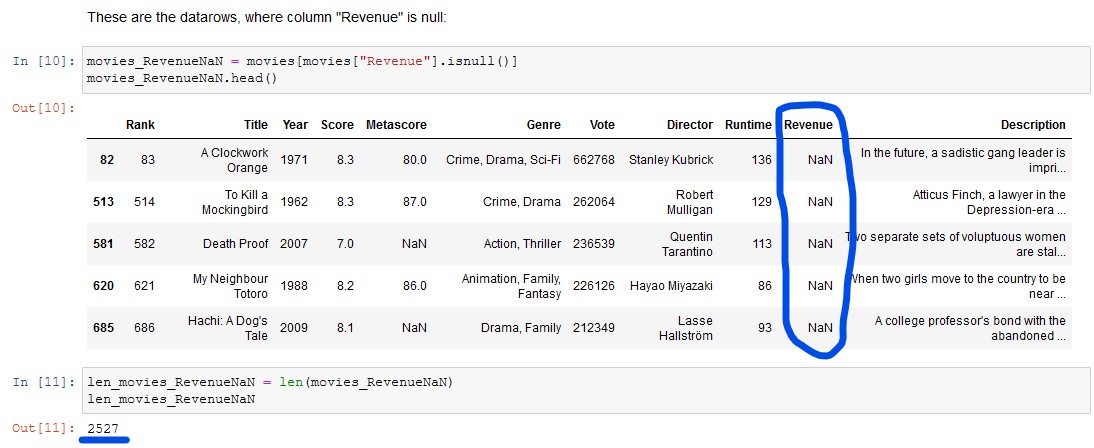 These are the datarows, where column "Revenue" is null:
In [10]: movies_RevenueNaN = movies[movies["Revenue"].isnull()]
movies_RevenueNaN.head()
Out[10]:
Rank Title Year Score Metascore Genre Vote Director Runtime Revenue Description
82 83 A Clockwork Orange 1971 8.3 80.0 Crime, Drama, Sci-Fi 662768 Stanley Kubrick 136 NaN In the future, a sadistic gang leader is impri...
513 514 To Kill a Mockingbird 1962 8.3 87.0 Crime, Drama 262064 Robert Mulligan 129 NaN Atticus Finch, a lawyer in the Depression-era ...
581 582 Death Proof 2007 7.0 NaN Action, Thriller 236539 Quentin Tarantino 113 NaN Two separate sets of voluptuous women are stal...
620 621 My Neighbour Totoro 1988 8.2 86.0 Animation, Family, Fantasy 226126 Hayao Miyazaki 86 NaN When two girls move to the country to be near ...
685 686 Hachi: A Dog's Tale 2009 8.1 NaN Drama, Family 212349 Lasse Hallström 93 NaN A college professor's bond with the abandoned ...
In [11]: len_movies_RevenueNaN = len(movies_RevenueNaN)
len_movies_RevenueNaN
Out[11]: 2527